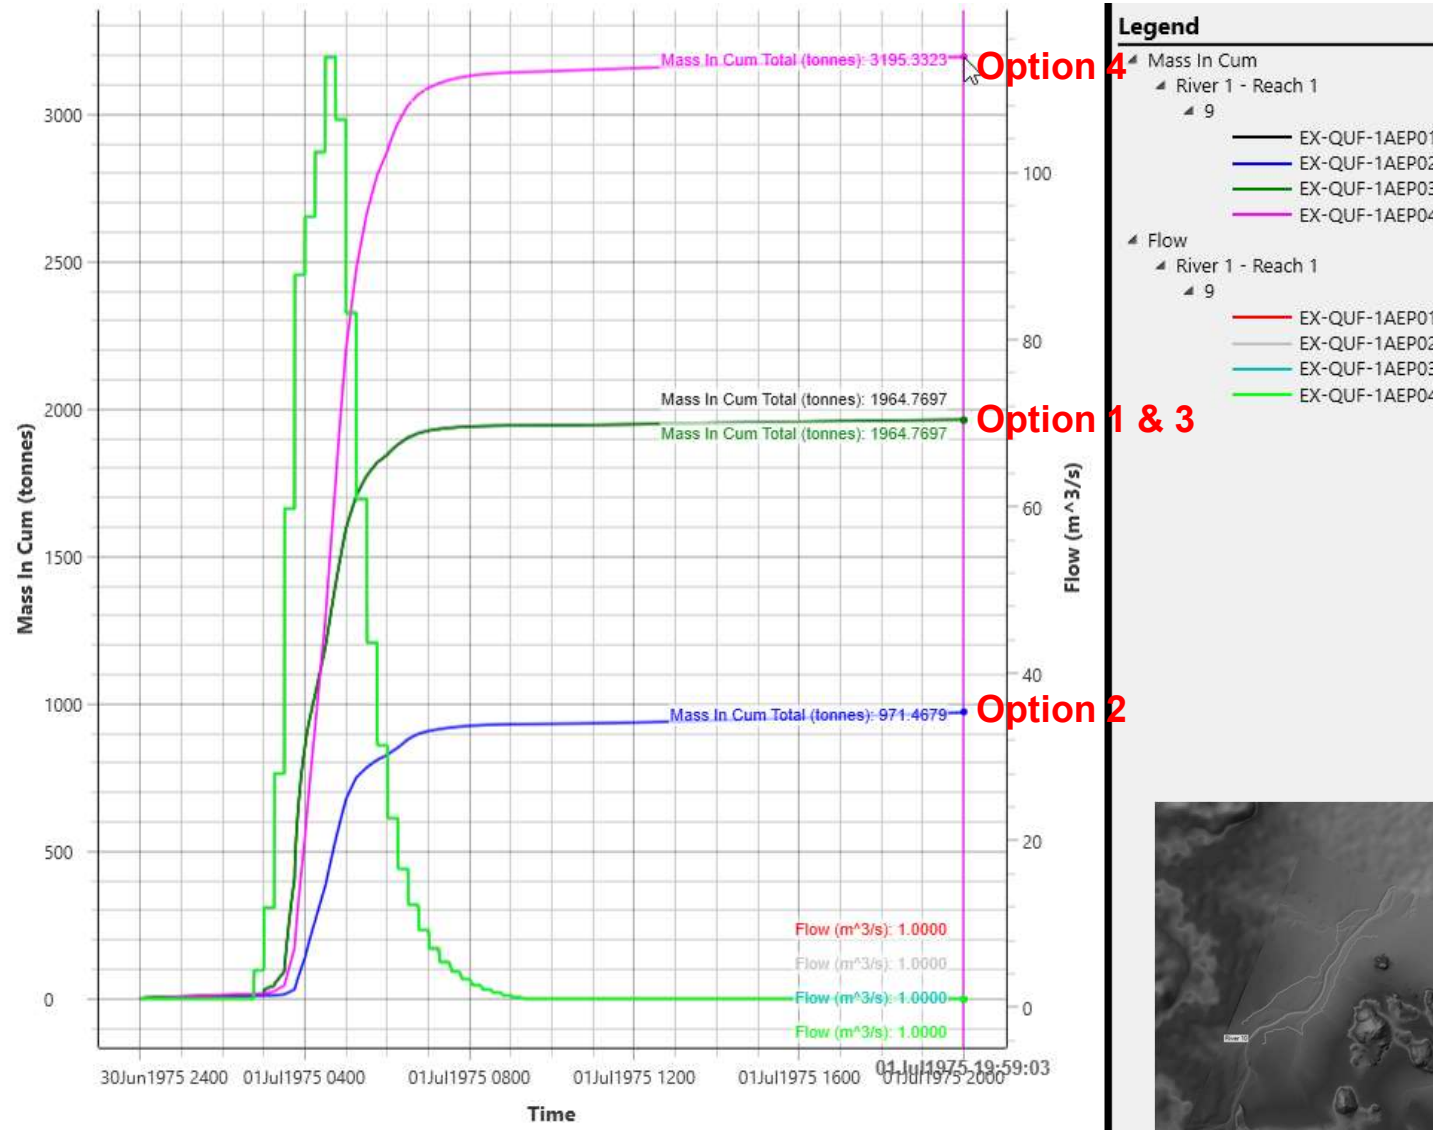 Legend
Mass In Cum
River 1 - Reach 1
9
EX-QUF-1AEP01
EX-QUF-1AEP02
EX-QUF-1AEP03
EX-QUF-1AEP04
Flow
River 1 - Reach 1
9
EX-QUF-1AEP01
EX-QUF-1AEP02
EX-QUF-1AEP03
EX-QUF-1AEP04
Mass In Cum Total (tonnes): 3195.3323
Option 4
Mass In Cum Total (tonnes): 1964.7697
Option 1 & 3
Mass In Cum Total (tonnes): 1964.7697
Mass In Cum Total (tonnes): 971.4679
Option 2
Flow (m^3/s): 1.0000
Flow (m^3/s): 1.0000
Flow (m^3/s): 1.0000
Flow (m^3/s): 1.0000
Mass In Cum (tonnes)
3000
2500
2000
1500
1000
500
0
Flow (m^3/s)
100
80
60
40
20
0
30Jun1975 2400
01Jul1975 0400
01Jul1975 0800
01Jul1975 1200
01Jul1975 1600
01Jul1975 2000
01Jul1975 19:59:03
Time